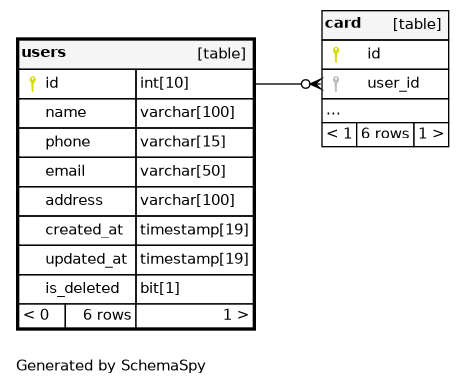 users [table]
id int[10]
name varchar[100]
phone varchar[15]
email varchar[50]
address varchar[100]
created_at timestamp[19]
updated_at timestamp[19]
is_deleted bit[1]
< 0 6 rows 1 >
card [table]
id
user_id
...
< 1 6 rows 1 >
Generated by SchemaSpy